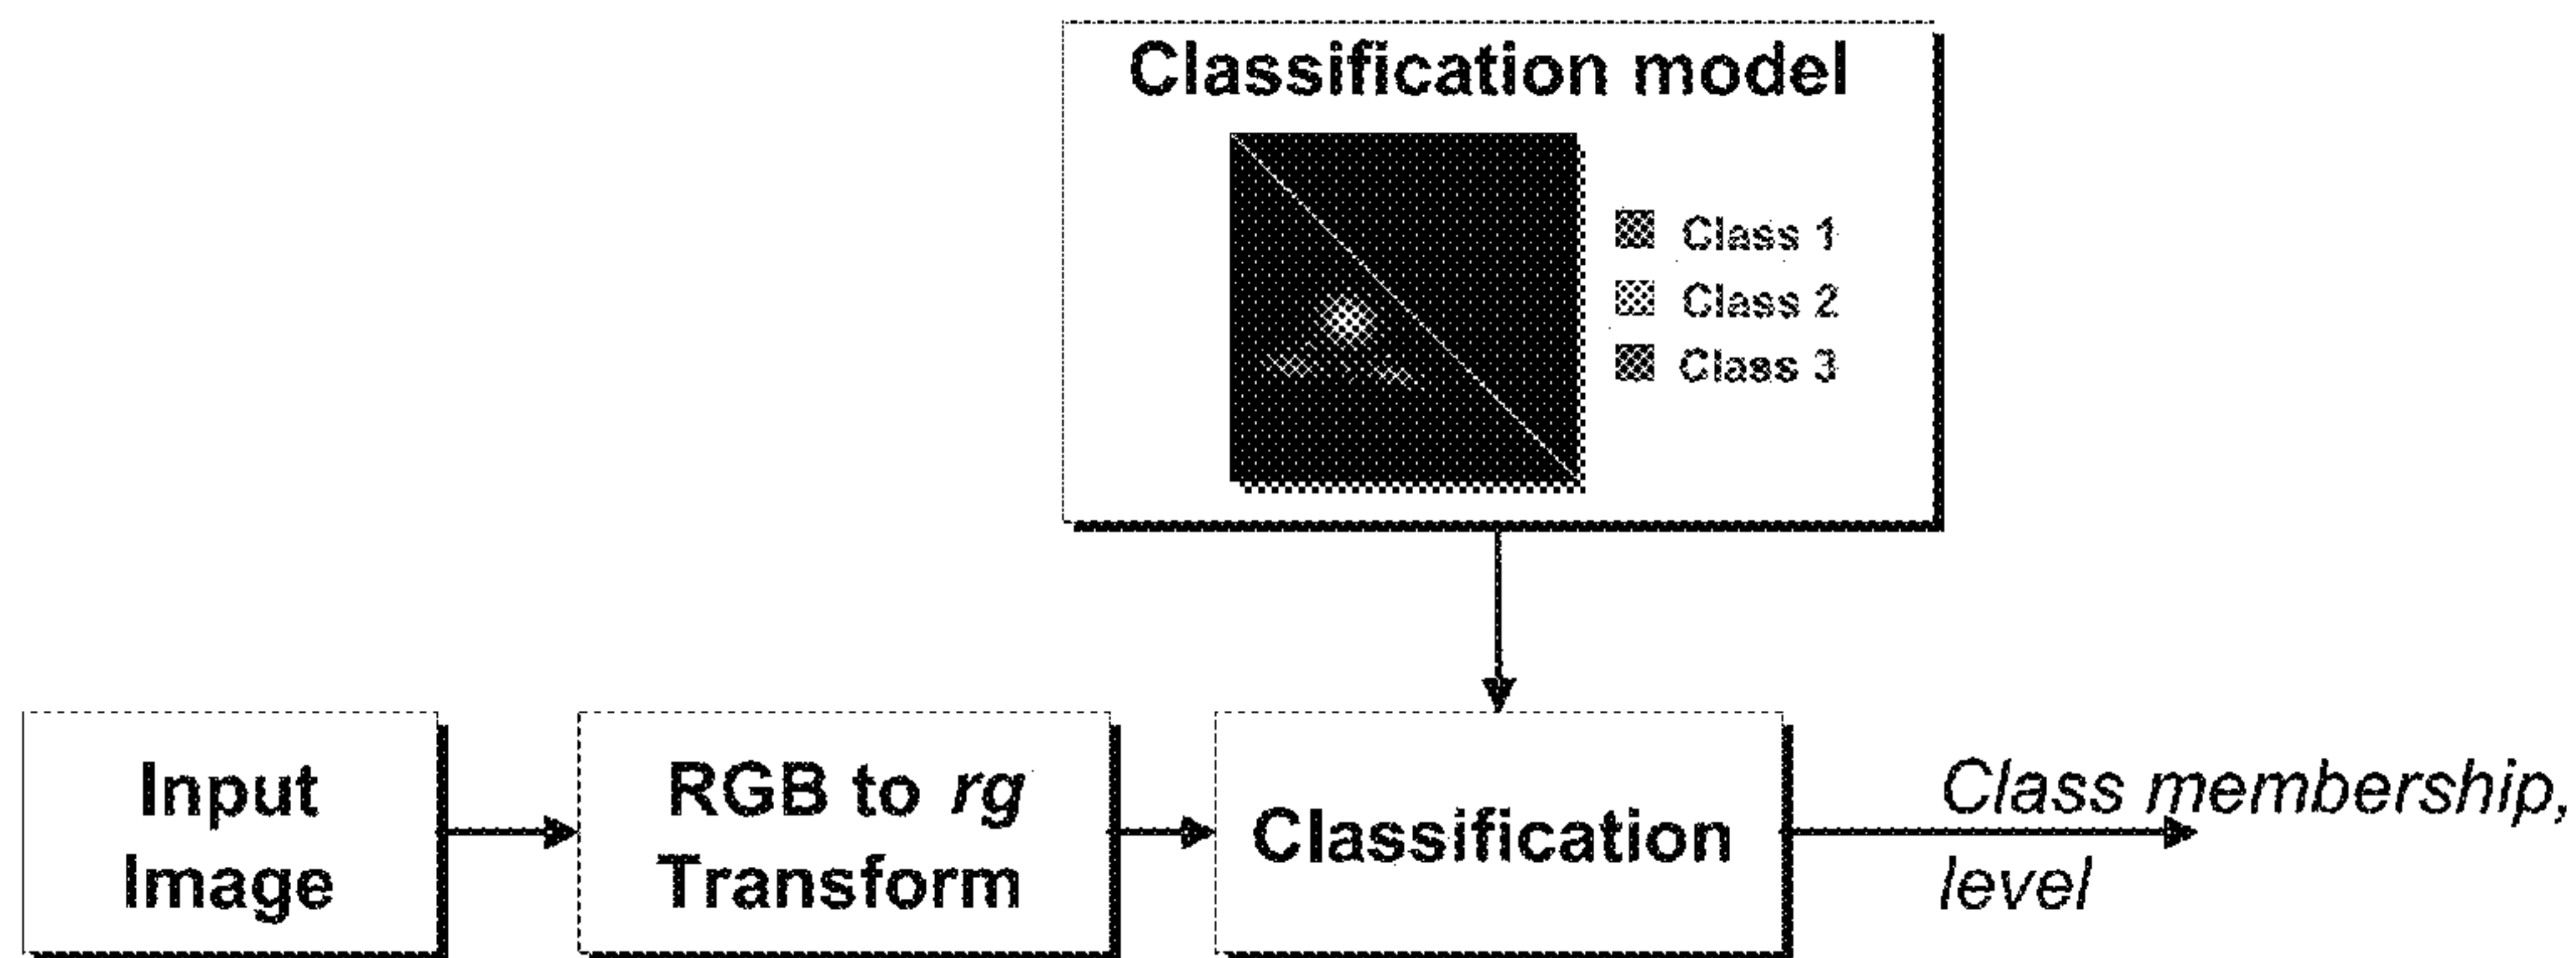 Classification model
Class 1
Class 2
Class 3
Input
Image
RGB to rg
Transform
Classification
Class membership,
level